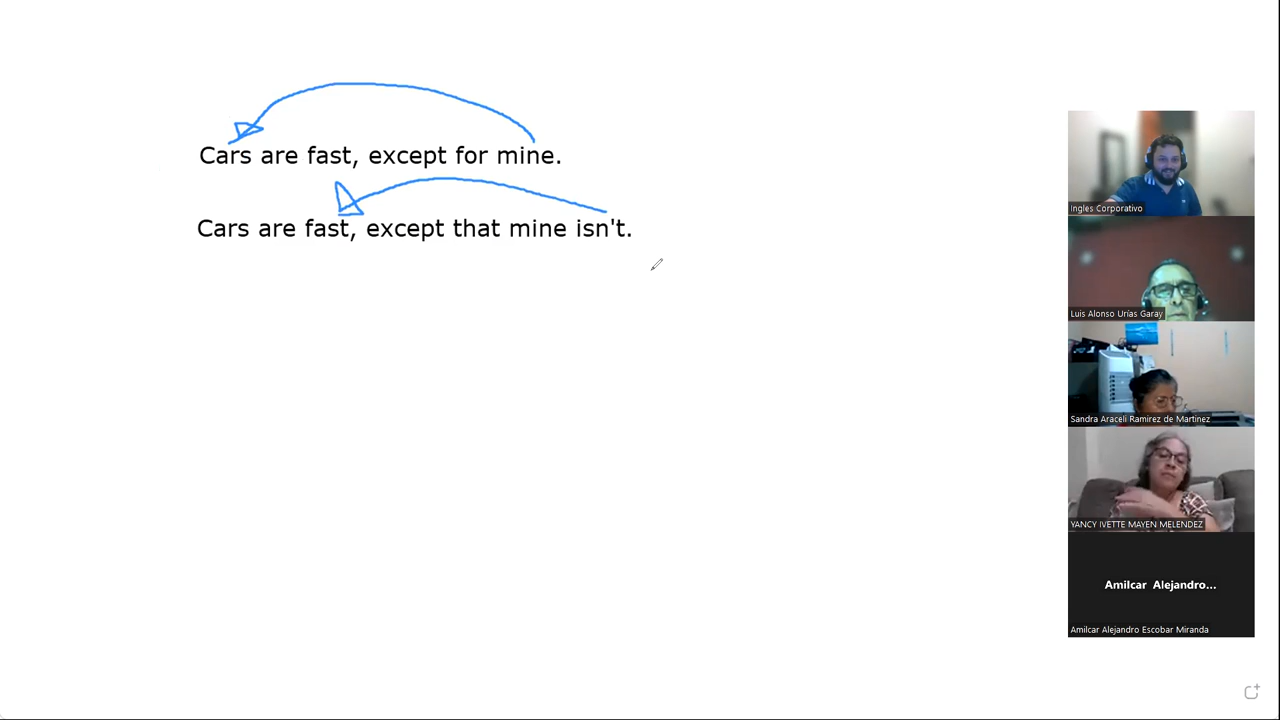 Cars are fast, except for mine.
Cars are fast, except that mine isn't.
Ingles Corporativo
Luis Alonso Urías Garay
Sandra Araceli Ramirez de Martinez
YANCY IVETTE MAYEN MELENDEZ
Amilcar Alejandro...
Amilcar Alejandro Escobar Miranda